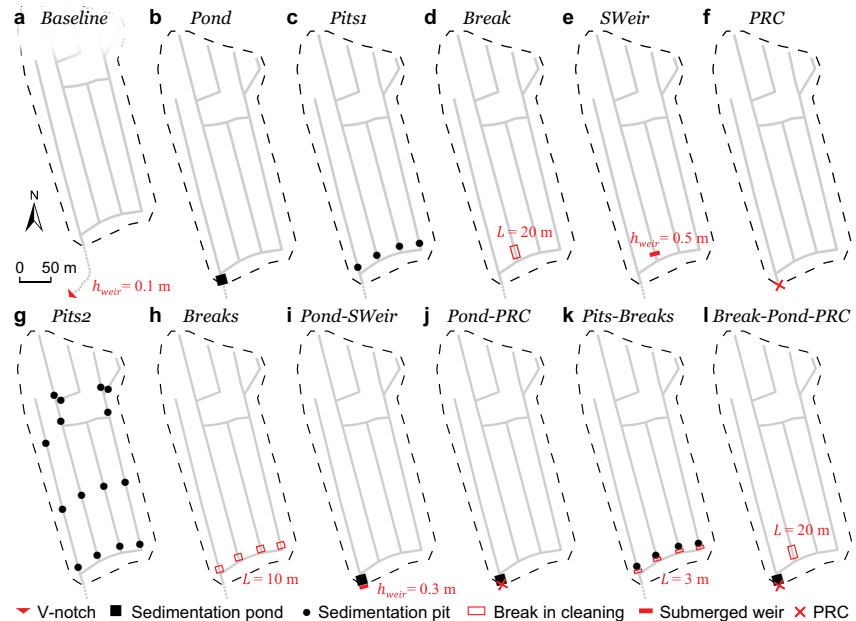 a Baseline
b Pond
c Pits1
d Break
e SWeir
f PRC
N
0 50 m
h_weir = 0.1 m
L = 20 m
h_weir = 0.5 m
g Pits2
h Breaks
i Pond-SWeir
j Pond-PRC
k Pits-Breaks
l Break-Pond-PRC
L = 10 m
h_weir = 0.3 m
L = 3 m
L = 20 m
V-notch
Sedimentation pond
Sedimentation pit
Break in cleaning
Submerged weir
PRC